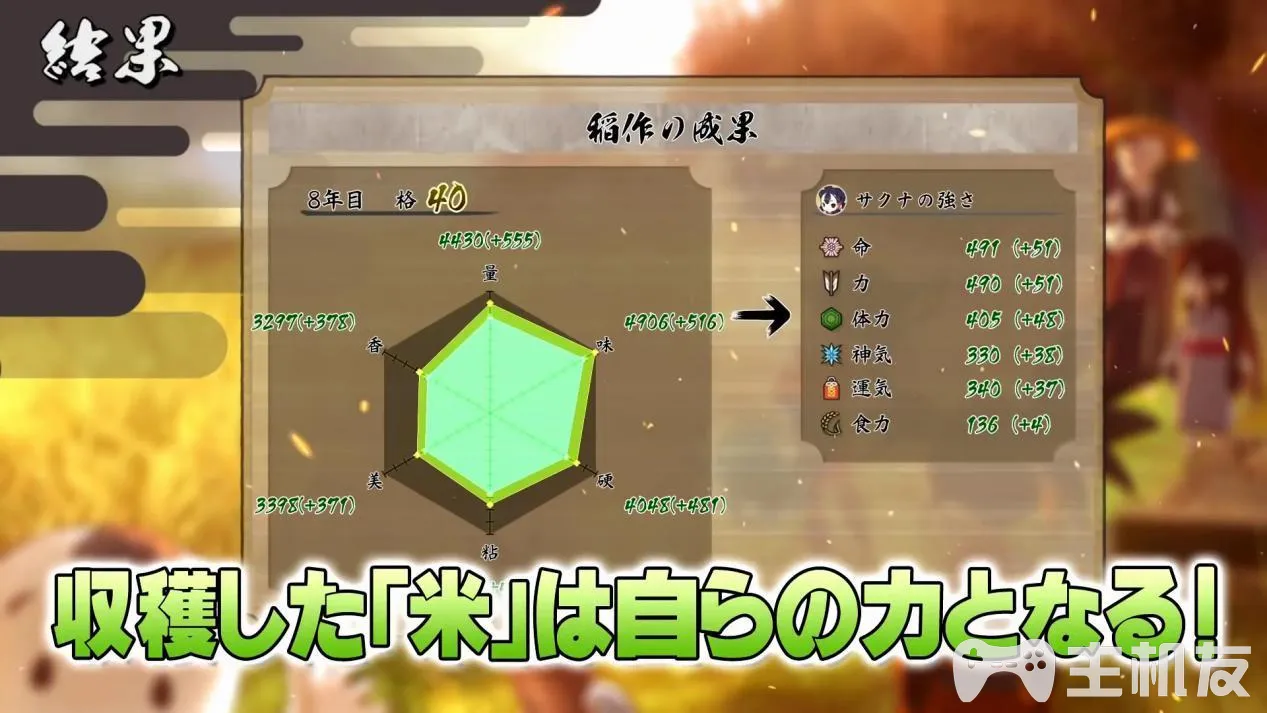 結果
稲作の成果
8年目 格 40
4430(+555)
量
3297(+378)
4906(+516)
香
味
美
硬
3398(+371)
4048(+481)
粘
サクナの強さ
命 491 (+51)
力 490 (+51)
体力 405 (+48)
神気 330 (+38)
運気 340 (+37)
食力 136 (+4)
収穫した「米」は自らの力となる!
主机友